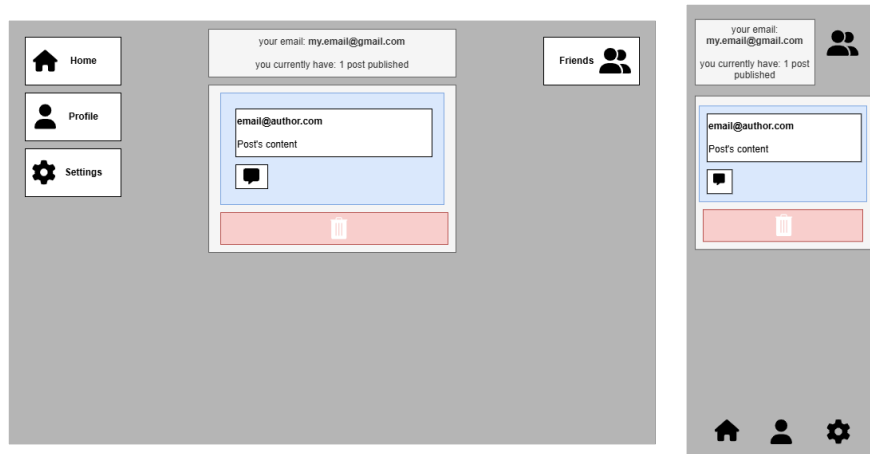 Home
Profile
Settings
your email: my.email@gmail.com
you currently have: 1 post published
email@author.com
Post's content
Friends
your email:
my.email@gmail.com
you currently have: 1 post
published
email@author.com
Post's content